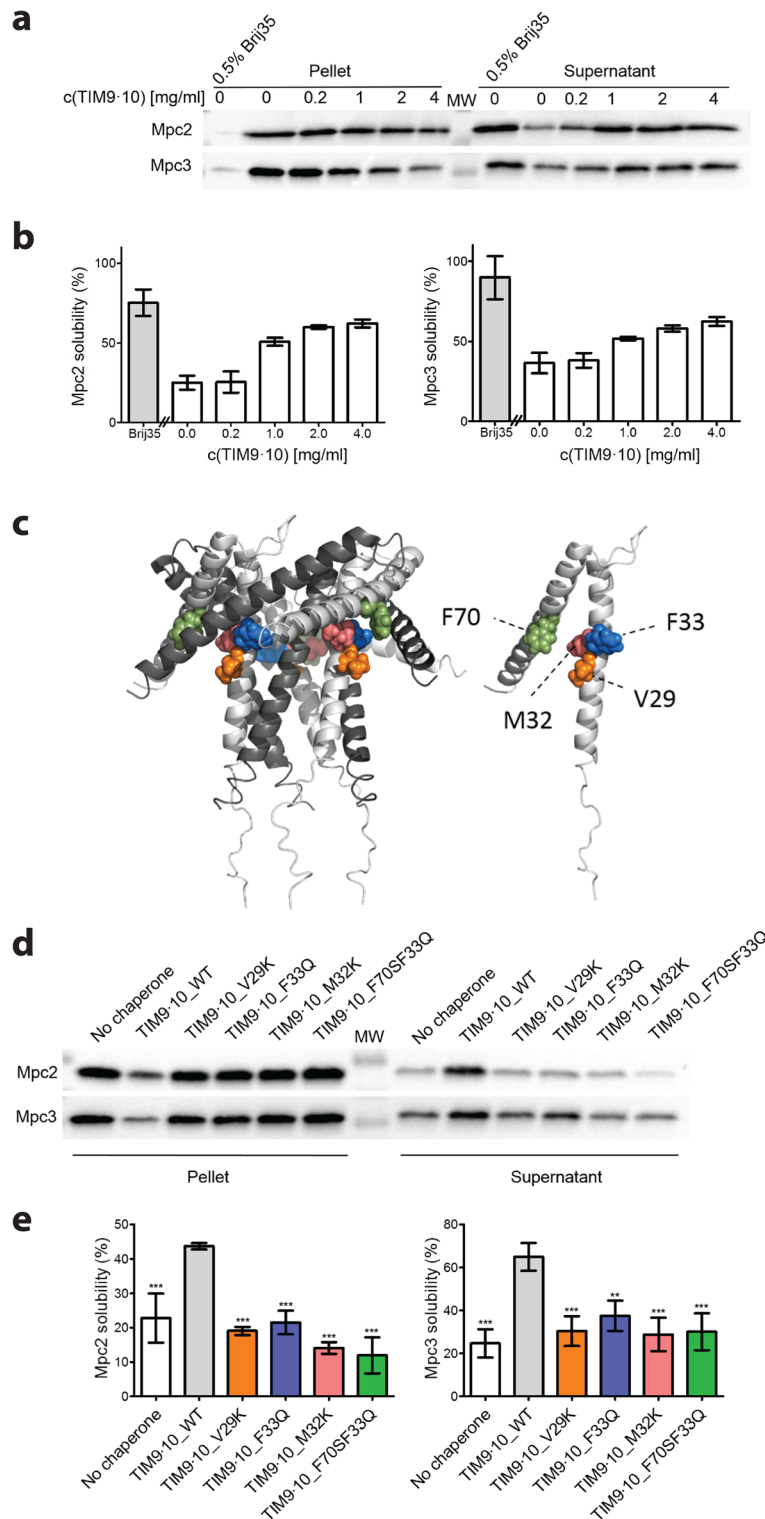 a
0.5% Brij35
Pellet
0.5% Brij35
Supernatant
c(TIM9·10) [mg/ml] 0 0 0.2 1 2 4 MW 0 0 0.2 1 2 4
Mpc2
Mpc3
b
Mpc2 solubility (%)
100
50
0
Brij35 0.0 0.2 1.0 2.0 4.0
c(TIM9·10) [mg/ml]
Mpc3 solubility (%)
100
50
0
Brij35 0.0 0.2 1.0 2.0 4.0
c(TIM9·10) [mg/ml]
c
F70
F33
M32
V29
d
No chaperone
TIM9·10_WT
TIM9·10_V29K
TIM9·10_F33Q
TIM9·10_M32K
TIM9·10_F70SF33Q
MW
No chaperone
TIM9·10_WT
TIM9·10_V29K
TIM9·10_F33Q
TIM9·10_M32K
TIM9·10_F70SF33Q
Mpc2
Mpc3
Pellet
Supernatant
e
Mpc2 solubility (%)
50
40
30
20
10
0
***
***
***
***
***
No chaperone
TIM9·10_WT
TIM9·10_V29K
TIM9·10_F33Q
TIM9·10_M32K
TIM9·10_F70SF33Q
Mpc3 solubility (%)
80
60
40
20
0
***
***
**
***
***
No chaperone
TIM9·10_WT
TIM9·10_V29K
TIM9·10_F33Q
TIM9·10_M32K
TIM9·10_F70SF33Q